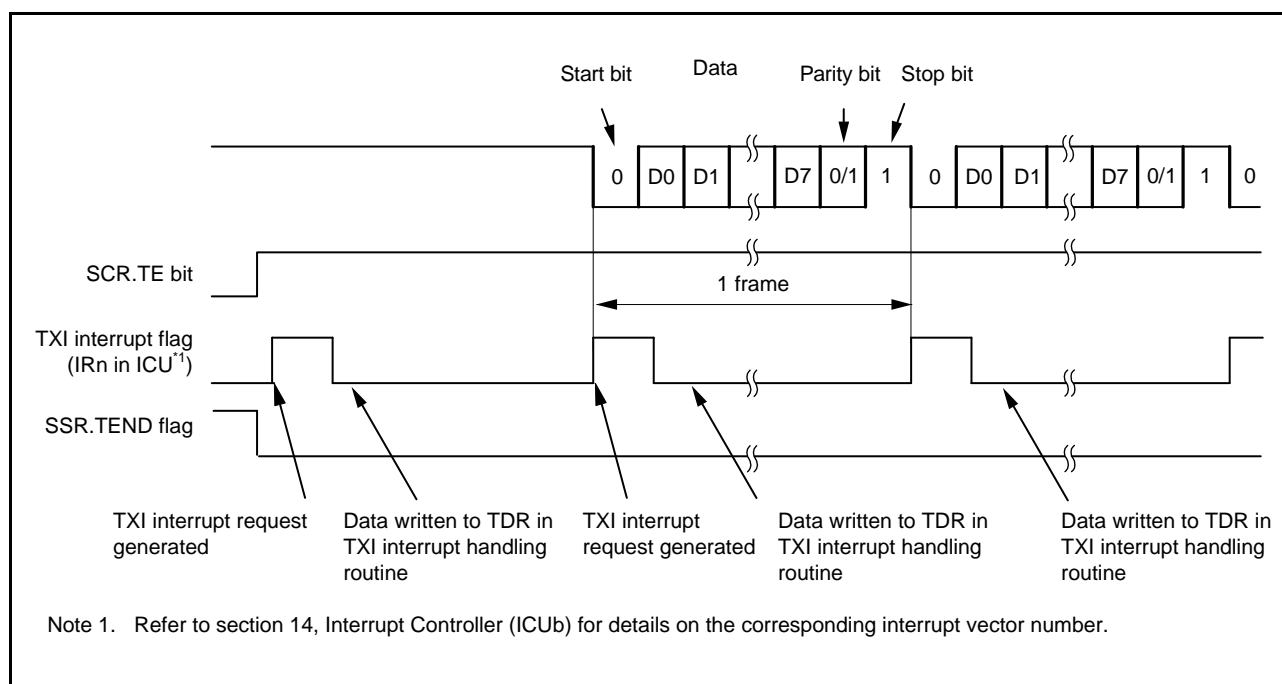 Start bit Data Parity bit Stop bit
0 D0 D1 D7 0/1 1 0 D0 D1 D7 0/1 1 0
SCR.TE bit
1 frame
TXI interrupt flag
(IRn in ICU*1)
SSR.TEND flag
TXI interrupt request
generated
Data written to TDR in
TXI interrupt handling
routine
TXI interrupt
request generated
Data written to TDR in
TXI interrupt handling
routine
Data written to TDR in
TXI interrupt handling
routine
Note 1. Refer to section 14, Interrupt Controller (ICUb) for details on the corresponding interrupt vector number.